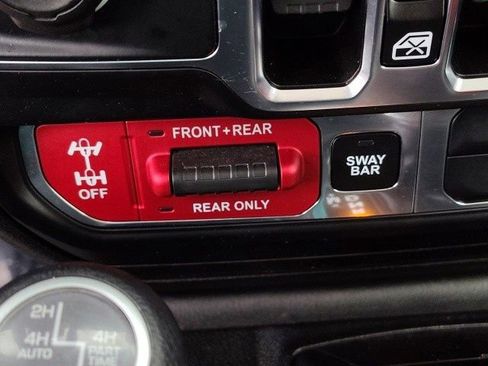 FRONT+REAR
OFF
REAR ONLY
SWAY
BAR
2H
4H
AUTO
4H
PART
TIME